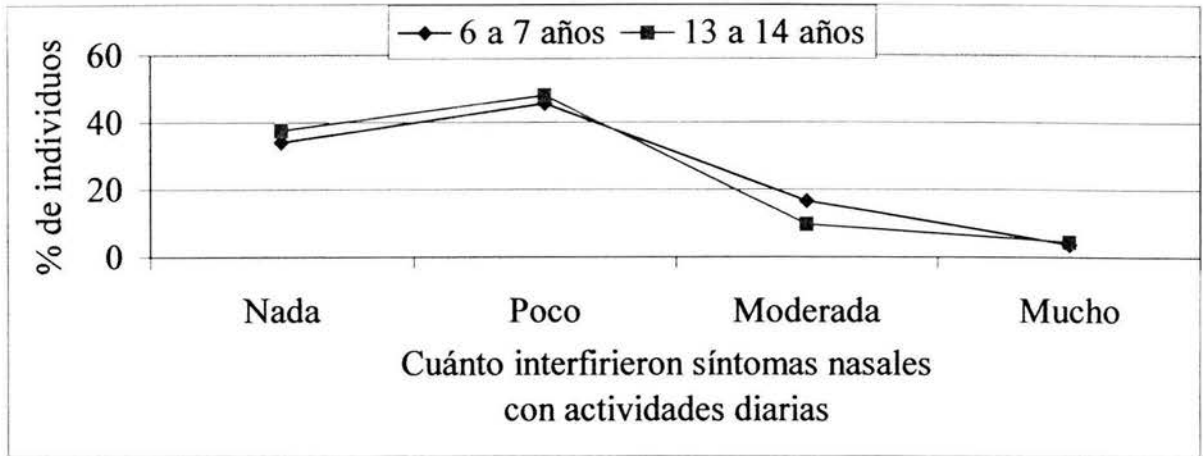 6 a 7 años 13 a 14 años
% de individuos
60
40
20
0
Nada Poco Moderada Mucho
Cuánto interfirieron síntomas nasales
con actividades diarias